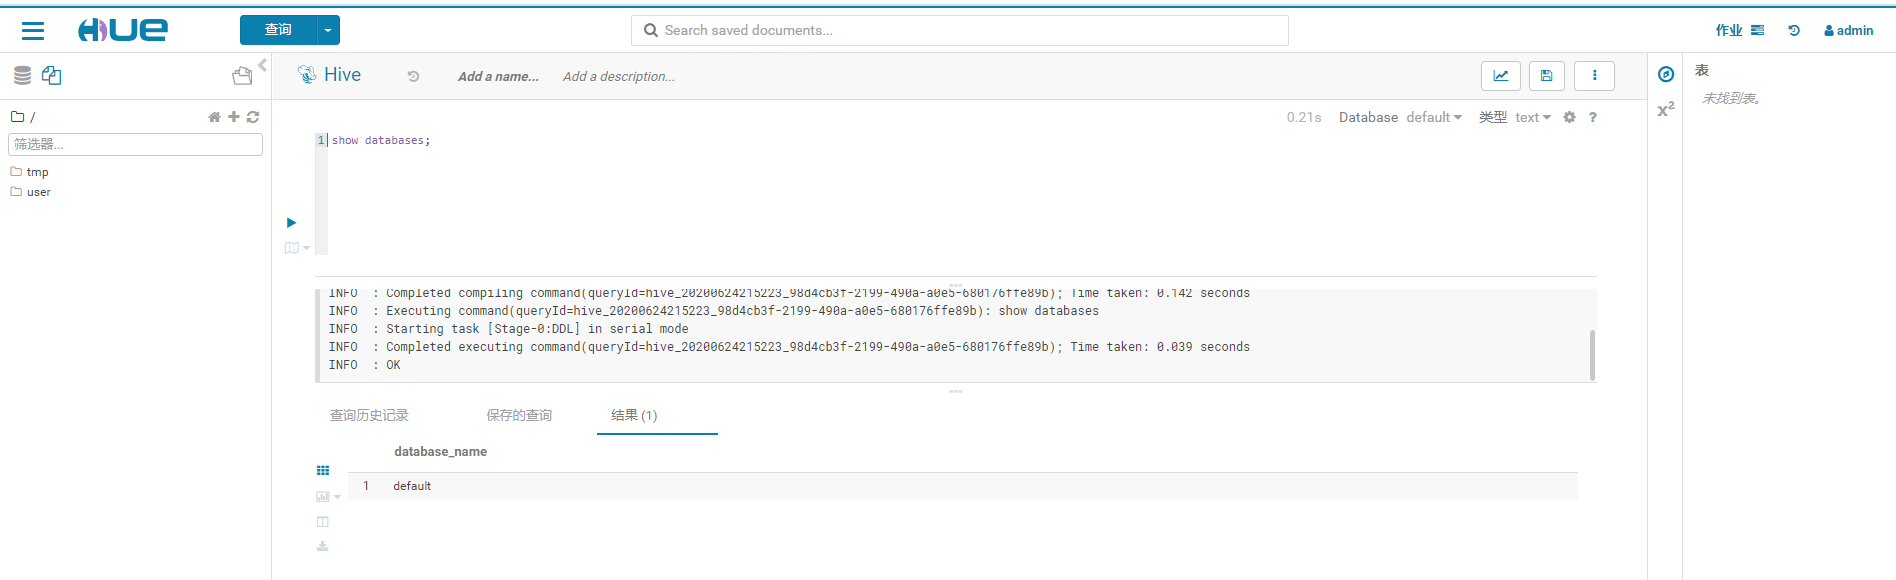 HUE
查询
Search saved documents...
作业
admin
Hive
Add a name...
Add a description...
表
未找到表。
/
筛选器...
tmp
user
0.21s Database default 类型 text ?
1 show databases;
INFO : Completed compiling command(queryId=hive_20200624215223_98d4cb3f-2199-490a-a0e5-680176ffe89b); Time taken: 0.142 seconds
INFO : Executing command(queryId=hive_20200624215223_98d4cb3f-2199-490a-a0e5-680176ffe89b): show databases
INFO : Starting task [Stage-0:DDL] in serial mode
INFO : Completed executing command(queryId=hive_20200624215223_98d4cb3f-2199-490a-a0e5-680176ffe89b); Time taken: 0.039 seconds
INFO : OK
查询历史记录 保存的查询 结果 (1)
database_name
1 default
x²